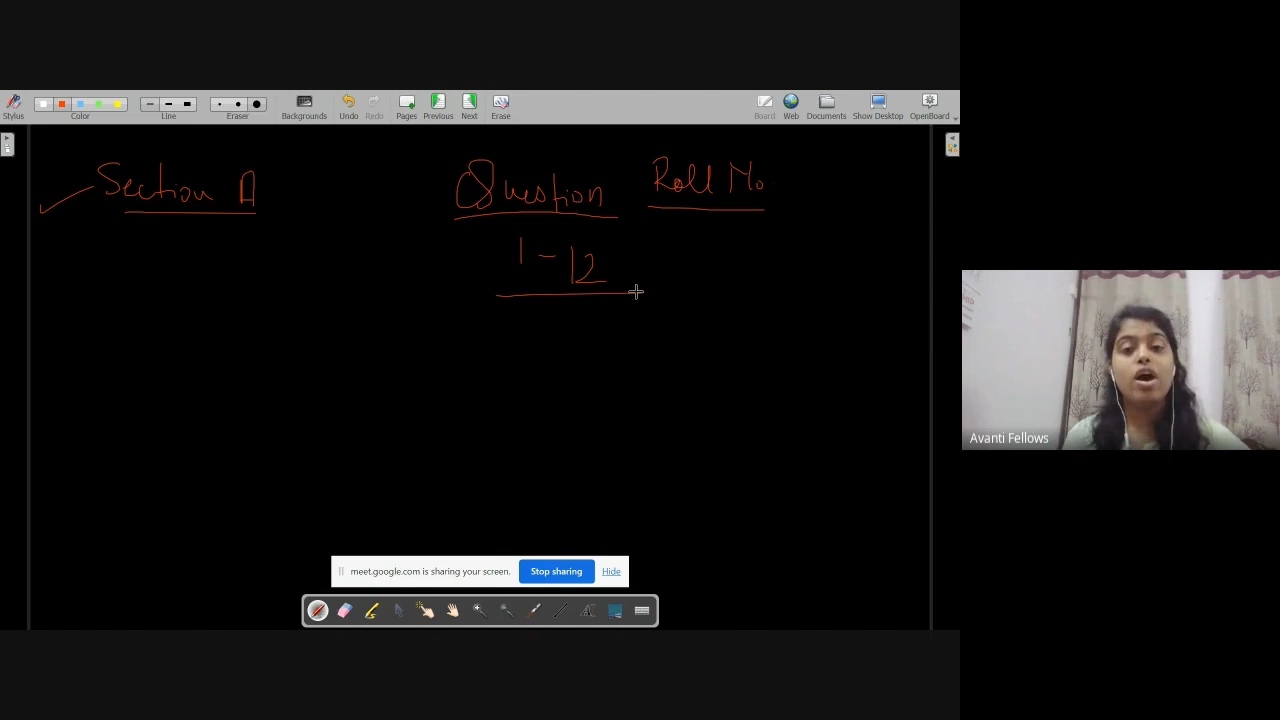 Stylus Color Line Eraser Backgrounds Undo Redo Pages Previous Next Erase Board Web Documents Show Desktop OpenBoard
Section A Question Roll No.
1 - 12
Avanti Fellows
meet.google.com is sharing your screen. Stop sharing Hide